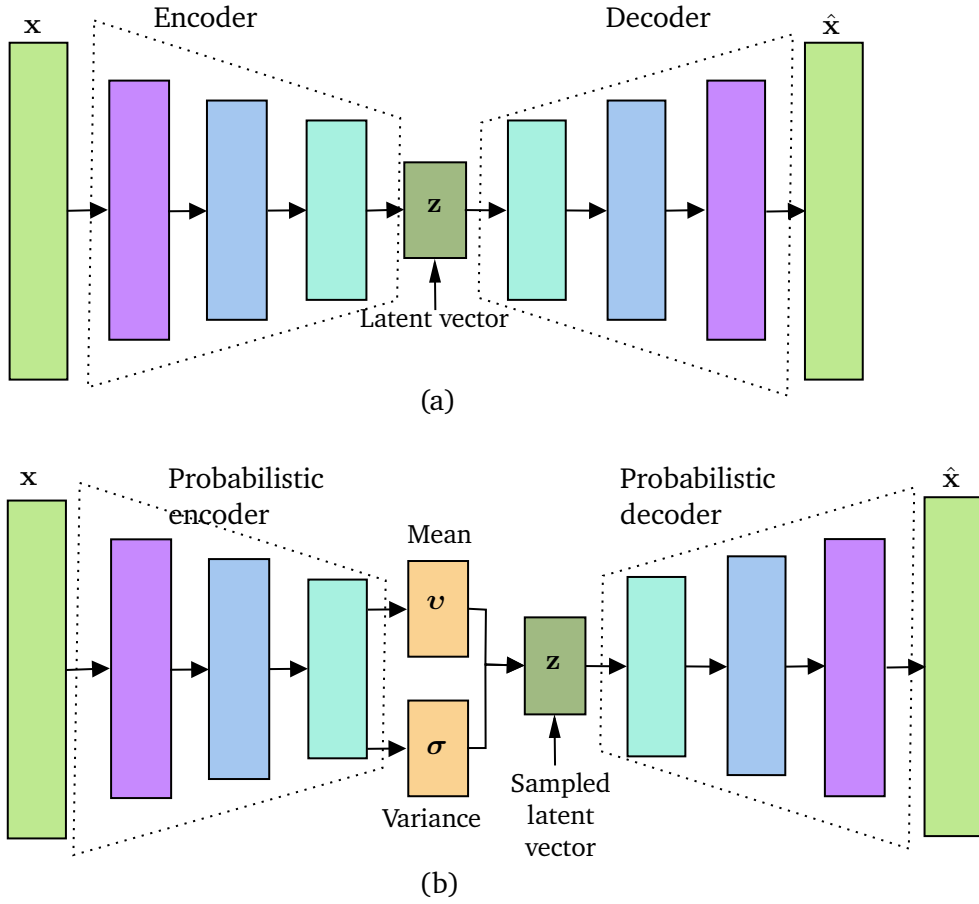 x
Encoder
Decoder
x̂
z
Latent vector
(a)
x
Probabilistic
encoder
Mean
υ
σ
Variance
z
Sampled
latent
vector
Probabilistic
decoder
x̂
(b)